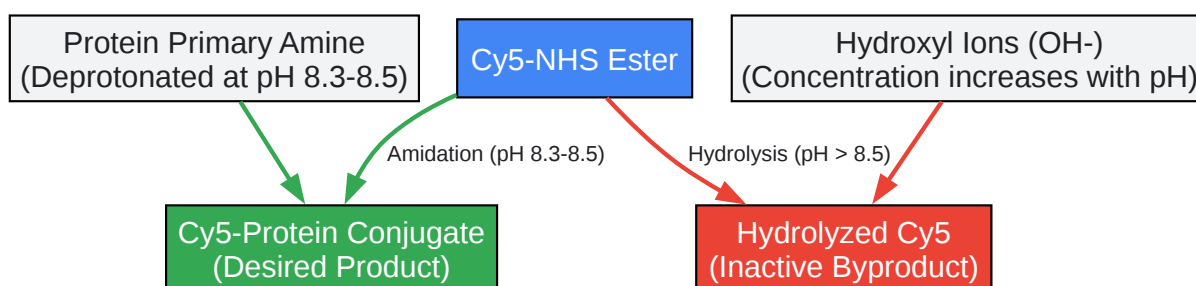 Protein Primary Amine
(Deprotonated at pH 8.3-8.5)
Cy5-NHS Ester
Hydroxyl Ions (OH-)
(Concentration increases with pH)
Amidation (pH 8.3-8.5)
Hydrolysis (pH > 8.5)
Cy5-Protein Conjugate
(Desired Product)
Hydrolyzed Cy5
(Inactive Byproduct)